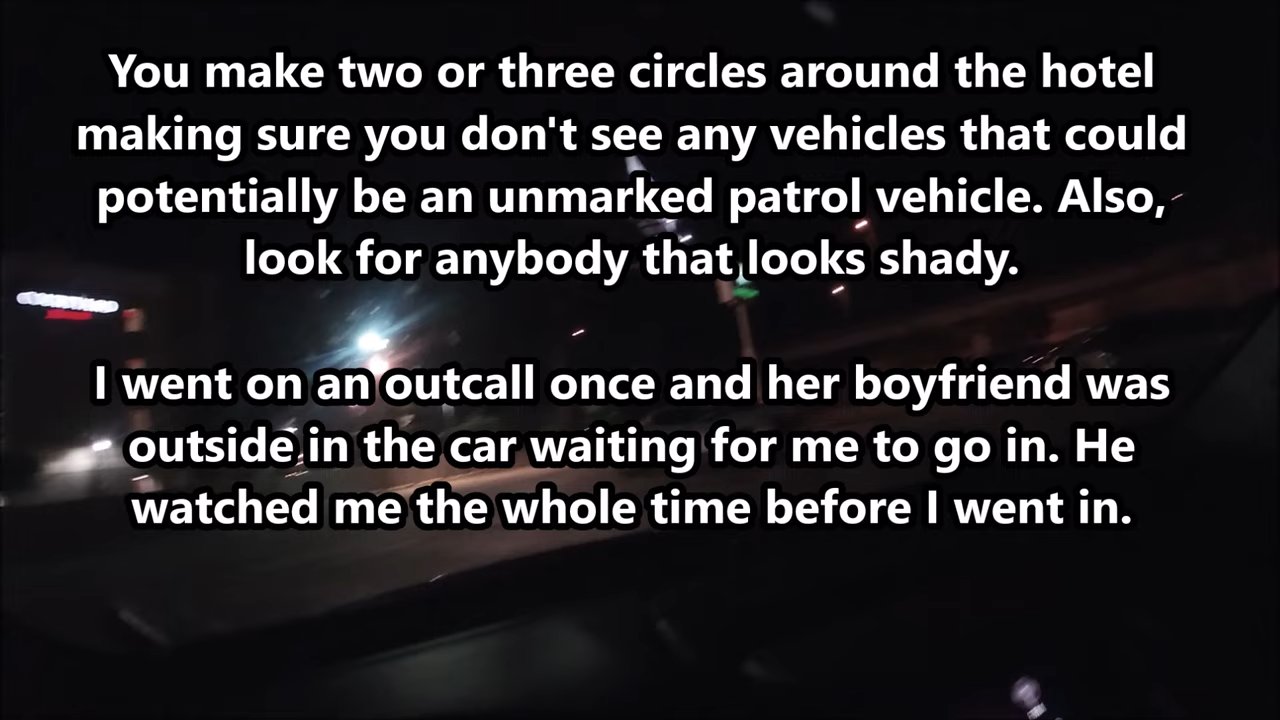 You make two or three circles around the hotel
making sure you don't see any vehicles that could
potentially be an unmarked patrol vehicle. Also,
look for anybody that looks shady.
I went on an outcall once and her boyfriend was
outside in the car waiting for me to go in. He
watched me the whole time before I went in.